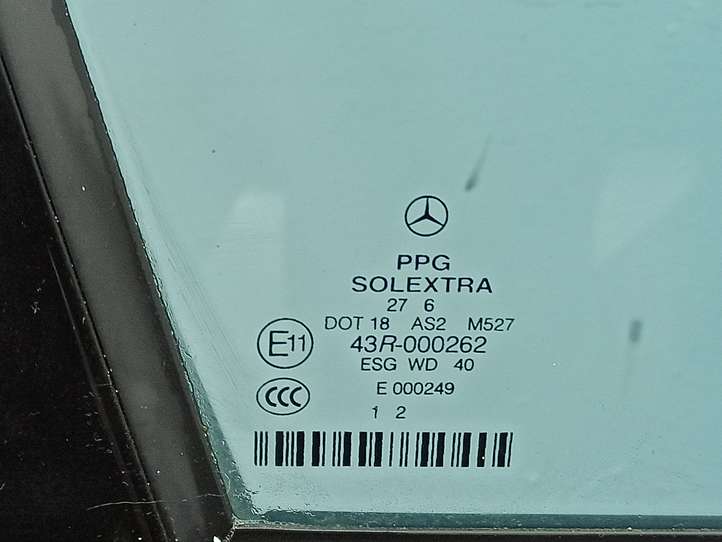 PPG
SOLEXTRA
27 6
DOT 18 AS2 M527
E11 43R-000262
ESG WD 40
CCC E 000249
1 2